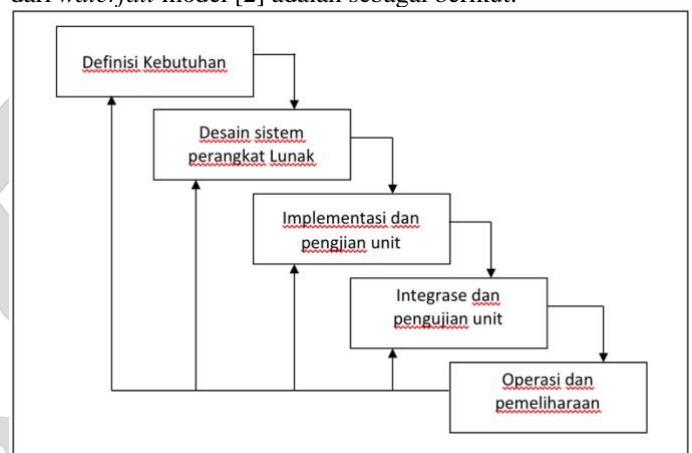 dari waterfall model [2] adalah sebagai berikut:
Definisi Kebutuhan
Desain sistem
perangkat Lunak
Implementasi dan
pengjian unit
Integrase dan
pengujian unit
Operasi dan
pemeliharaan